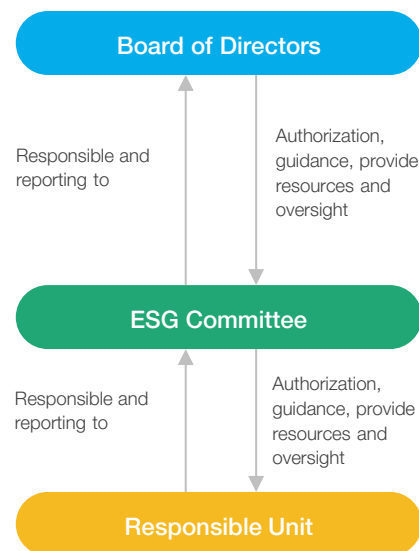 Board of Directors
Responsible and
reporting to
Authorization,
guidance, provide
resources and
oversight
ESG Committee
Responsible and
reporting to
Authorization,
guidance, provide
resources and
oversight
Responsible Unit